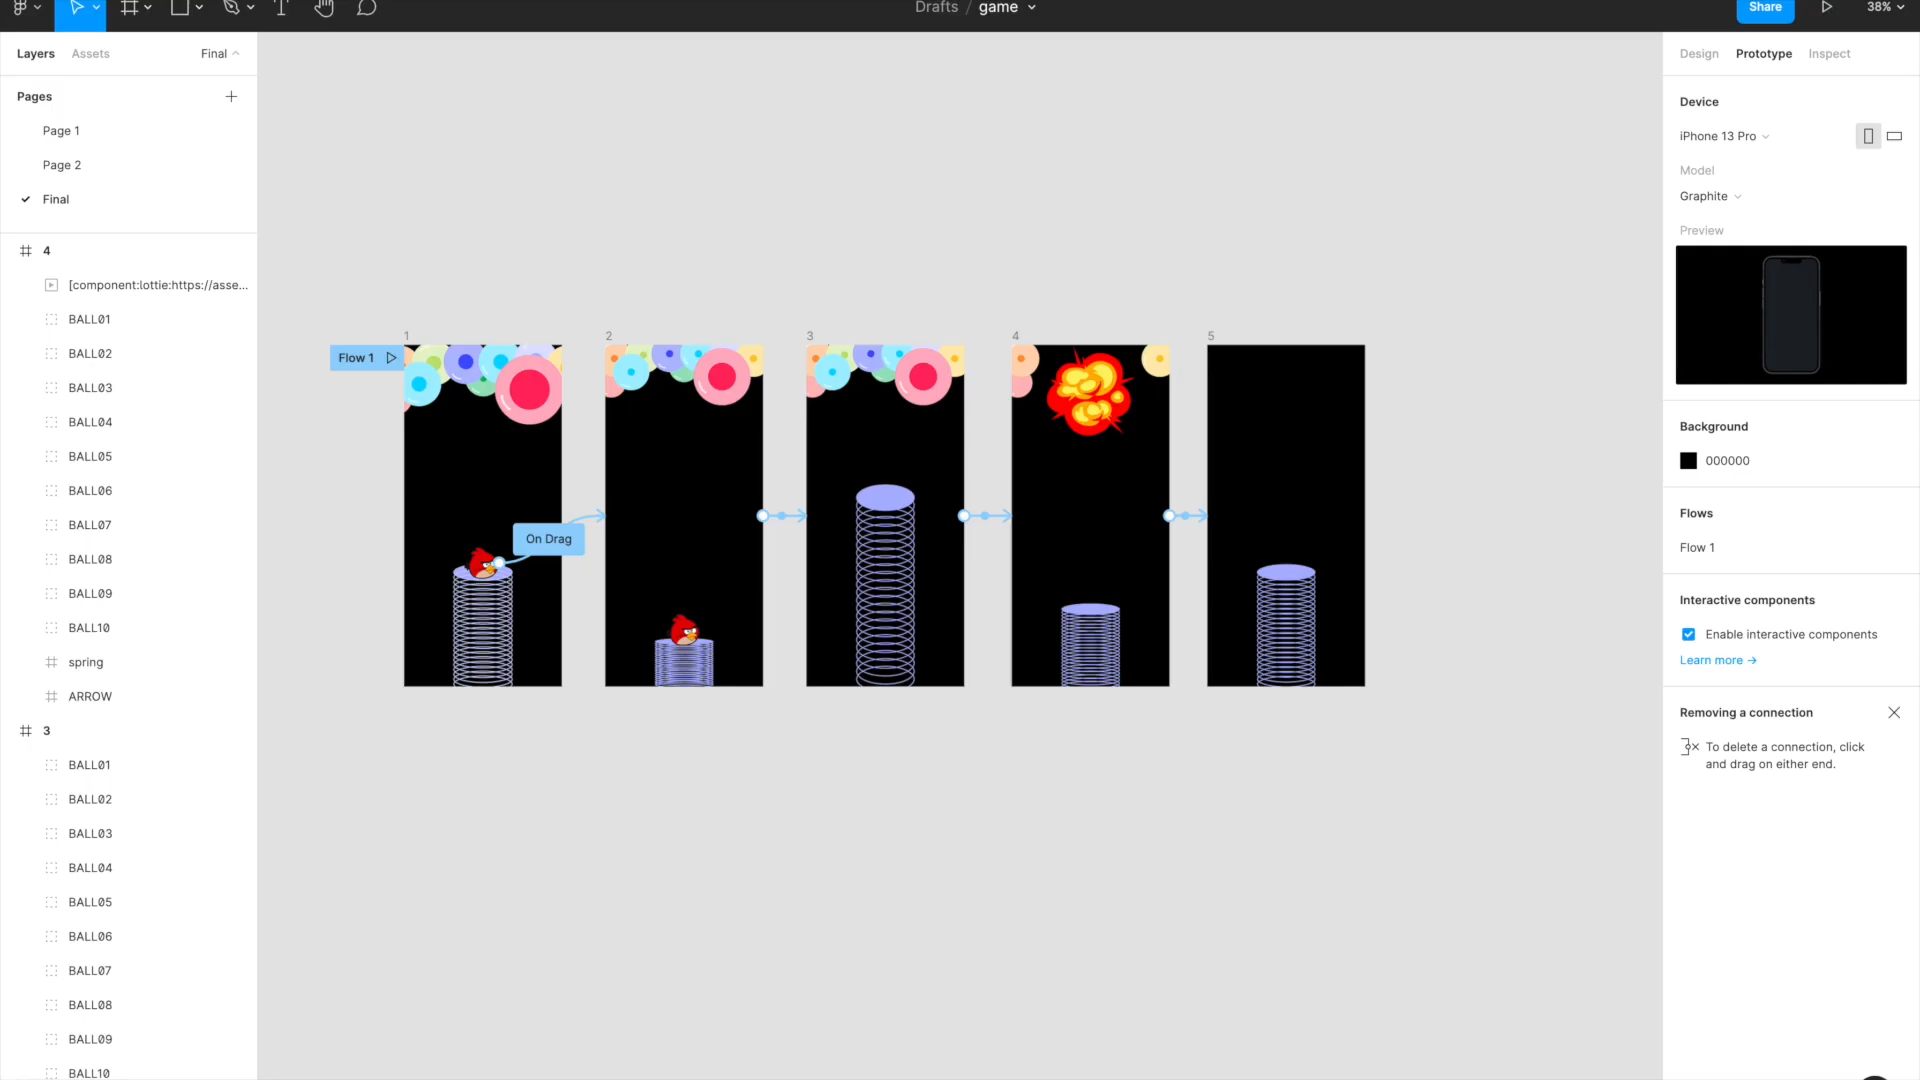 Drafts / game
Share
38%
Layers Assets Final
Pages
Page 1
Page 2
Final
4
[component:lottie:https://asse...
BALL01
BALL02
BALL03
BALL04
BALL05
BALL06
BALL07
BALL08
BALL09
BALL10
spring
ARROW
3
BALL01
BALL02
BALL03
BALL04
BALL05
BALL06
BALL07
BALL08
BALL09
BALL10
1
2
3
4
5
Flow 1
On Drag
Design Prototype Inspect
Device
iPhone 13 Pro
Model
Graphite
Preview
Background
000000
Flows
Flow 1
Interactive components
Enable interactive components
Learn more →
Removing a connection
To delete a connection, click
and drag on either end.